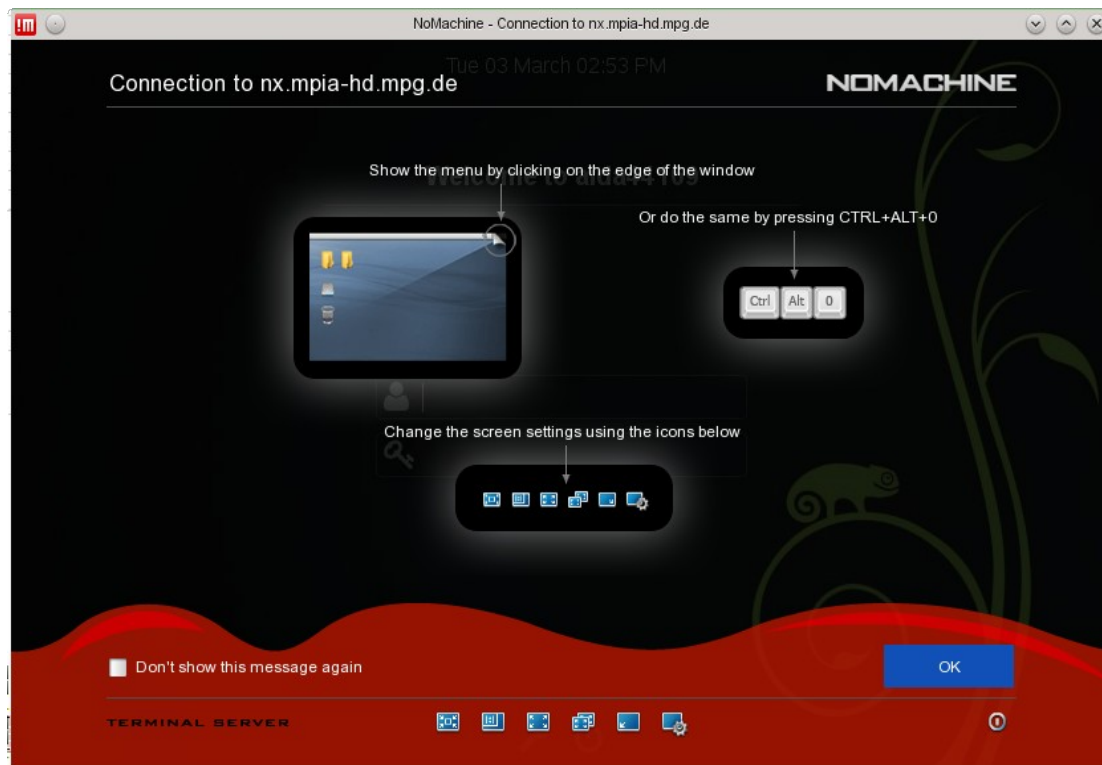 NoMachine - Connection to nx.mpia-hd.mpg.de
Tue 03 March 02:53 PM
Connection to nx.mpia-hd.mpg.de
NOMACHINE
Show the menu by clicking on the edge of the window
Welcome to
Or do the same by pressing CTRL+ALT+0
Ctrl Alt 0
Change the screen settings using the icons below
Don't show this message again
OK
TERMINAL SERVER